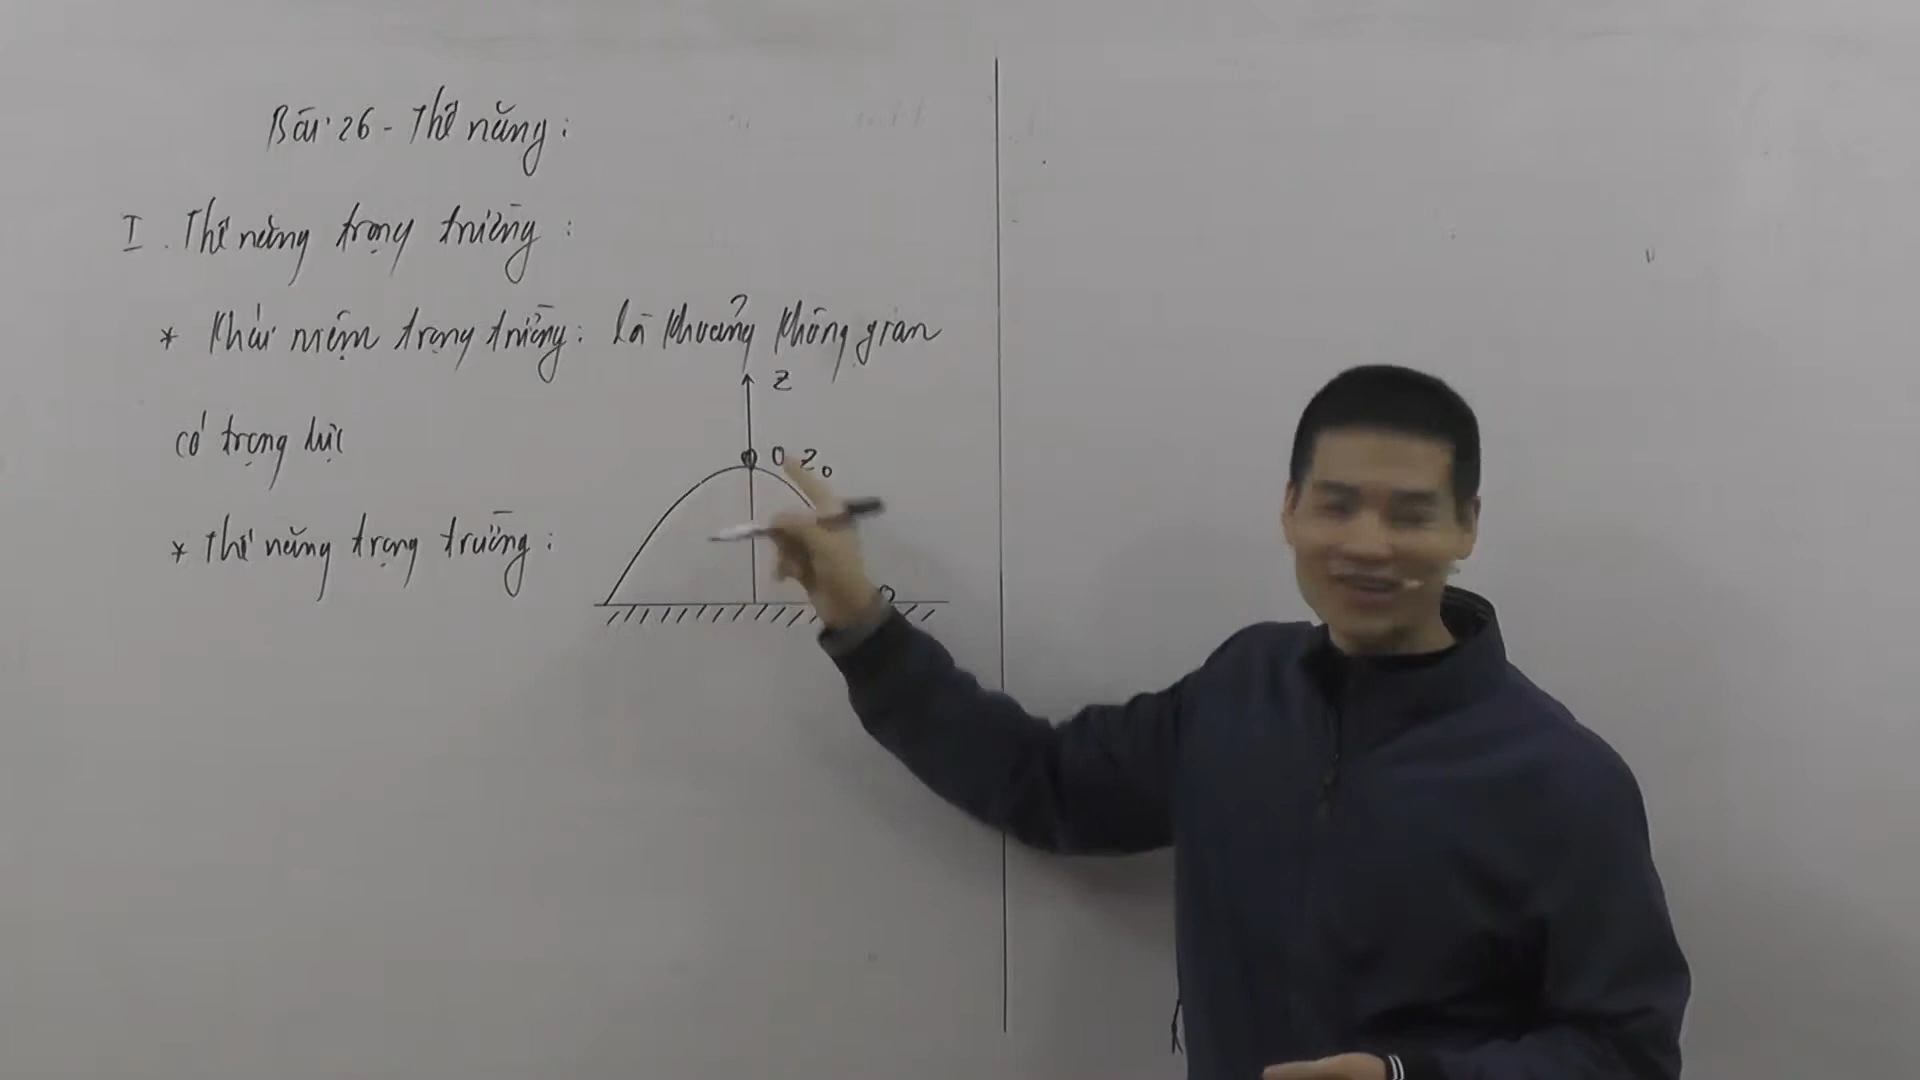 Bài 26 - Thế năng:
I. Thế năng trọng trường:
* Khái niệm trọng trường: là khoảng không gian
Z
có trọng lực
O Z₀
* Thế năng trọng trường:
O